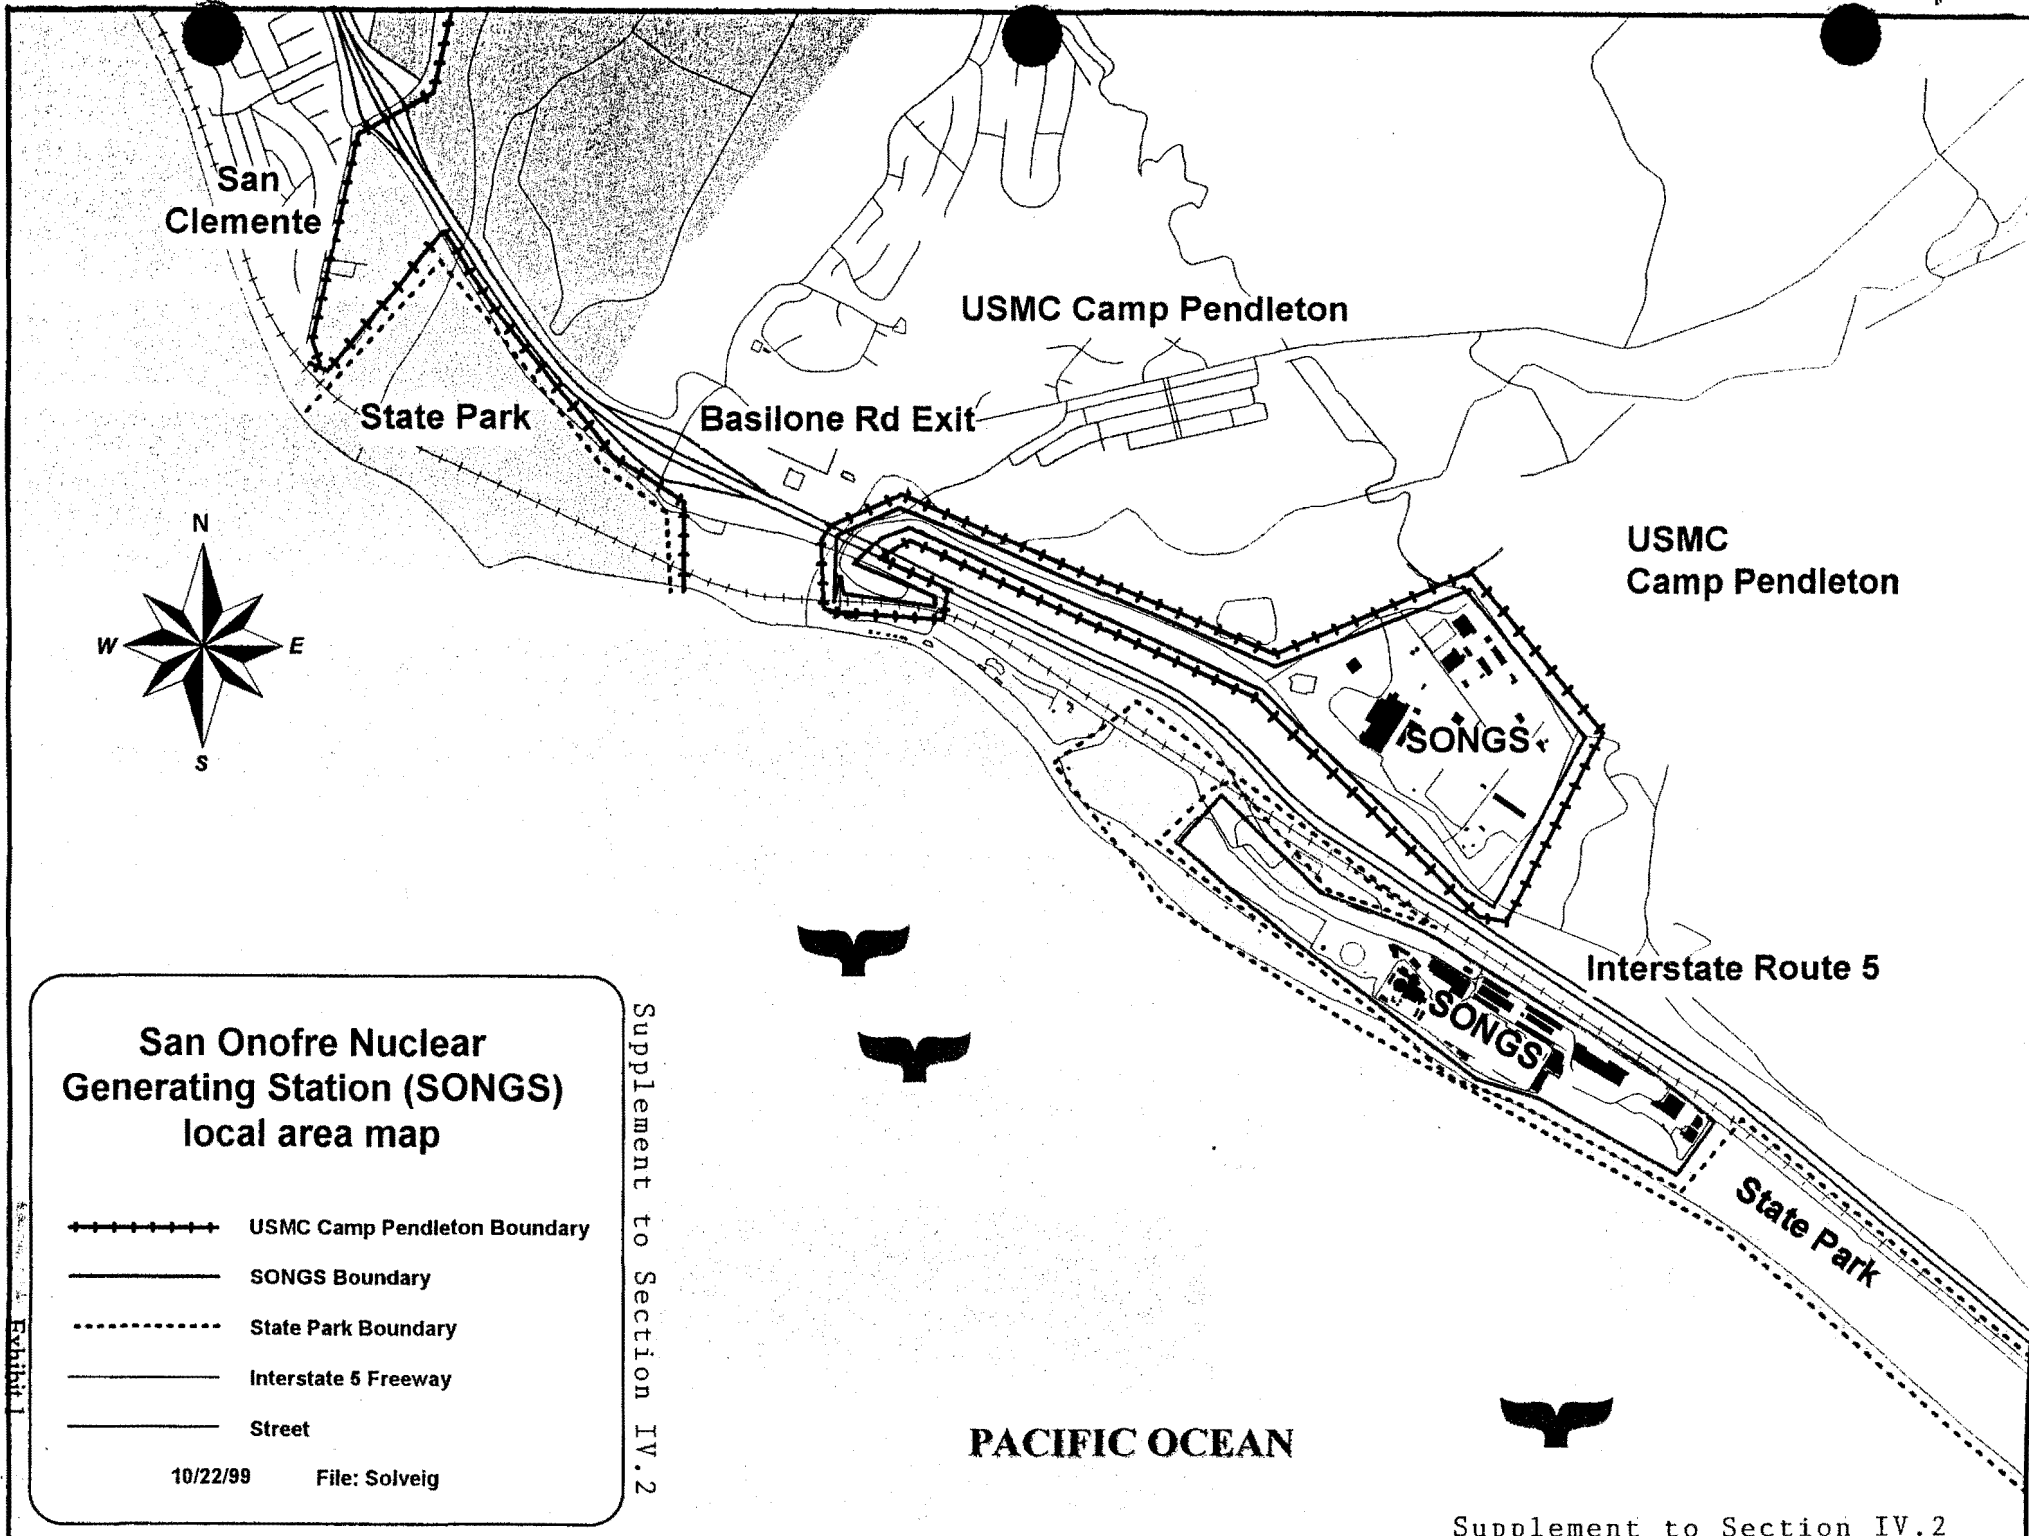 San
Clemente
USMC Camp Pendleton
State Park
Basilone Rd Exit
N
W
E
S
USMC
Camp Pendleton
SONGS
Interstate Route 5
SONGS
State Park
San Onofre Nuclear
Generating Station (SONGS)
local area map
USMC Camp Pendleton Boundary
SONGS Boundary
State Park Boundary
Interstate 5 Freeway
Street
10/22/99 File: Solveig
Supplement to Section IV.2
Exhibit 1
PACIFIC OCEAN
Supplement to Section IV.2